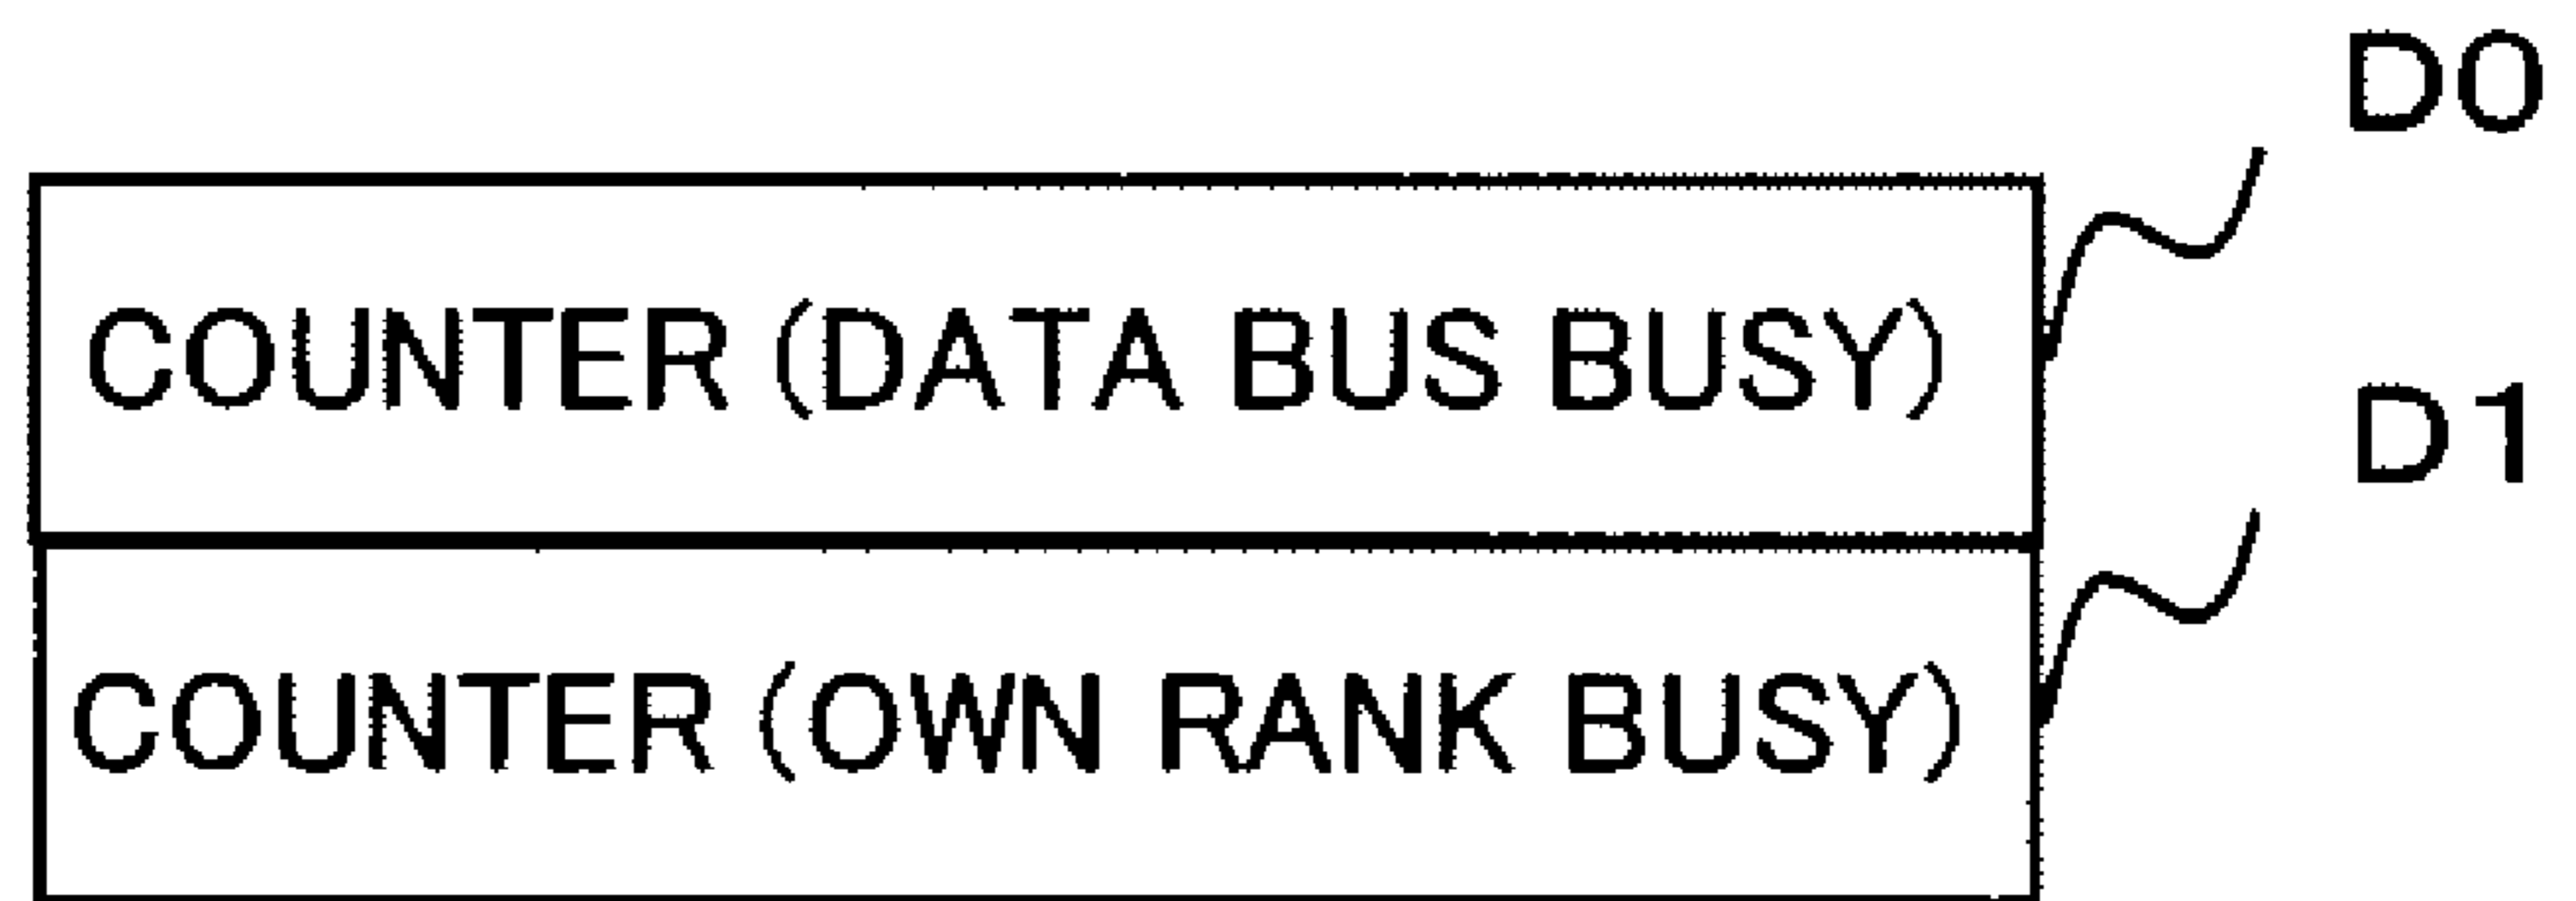 D0
COUNTER (DATA BUS BUSY)
D1
COUNTER (OWN RANK BUSY)